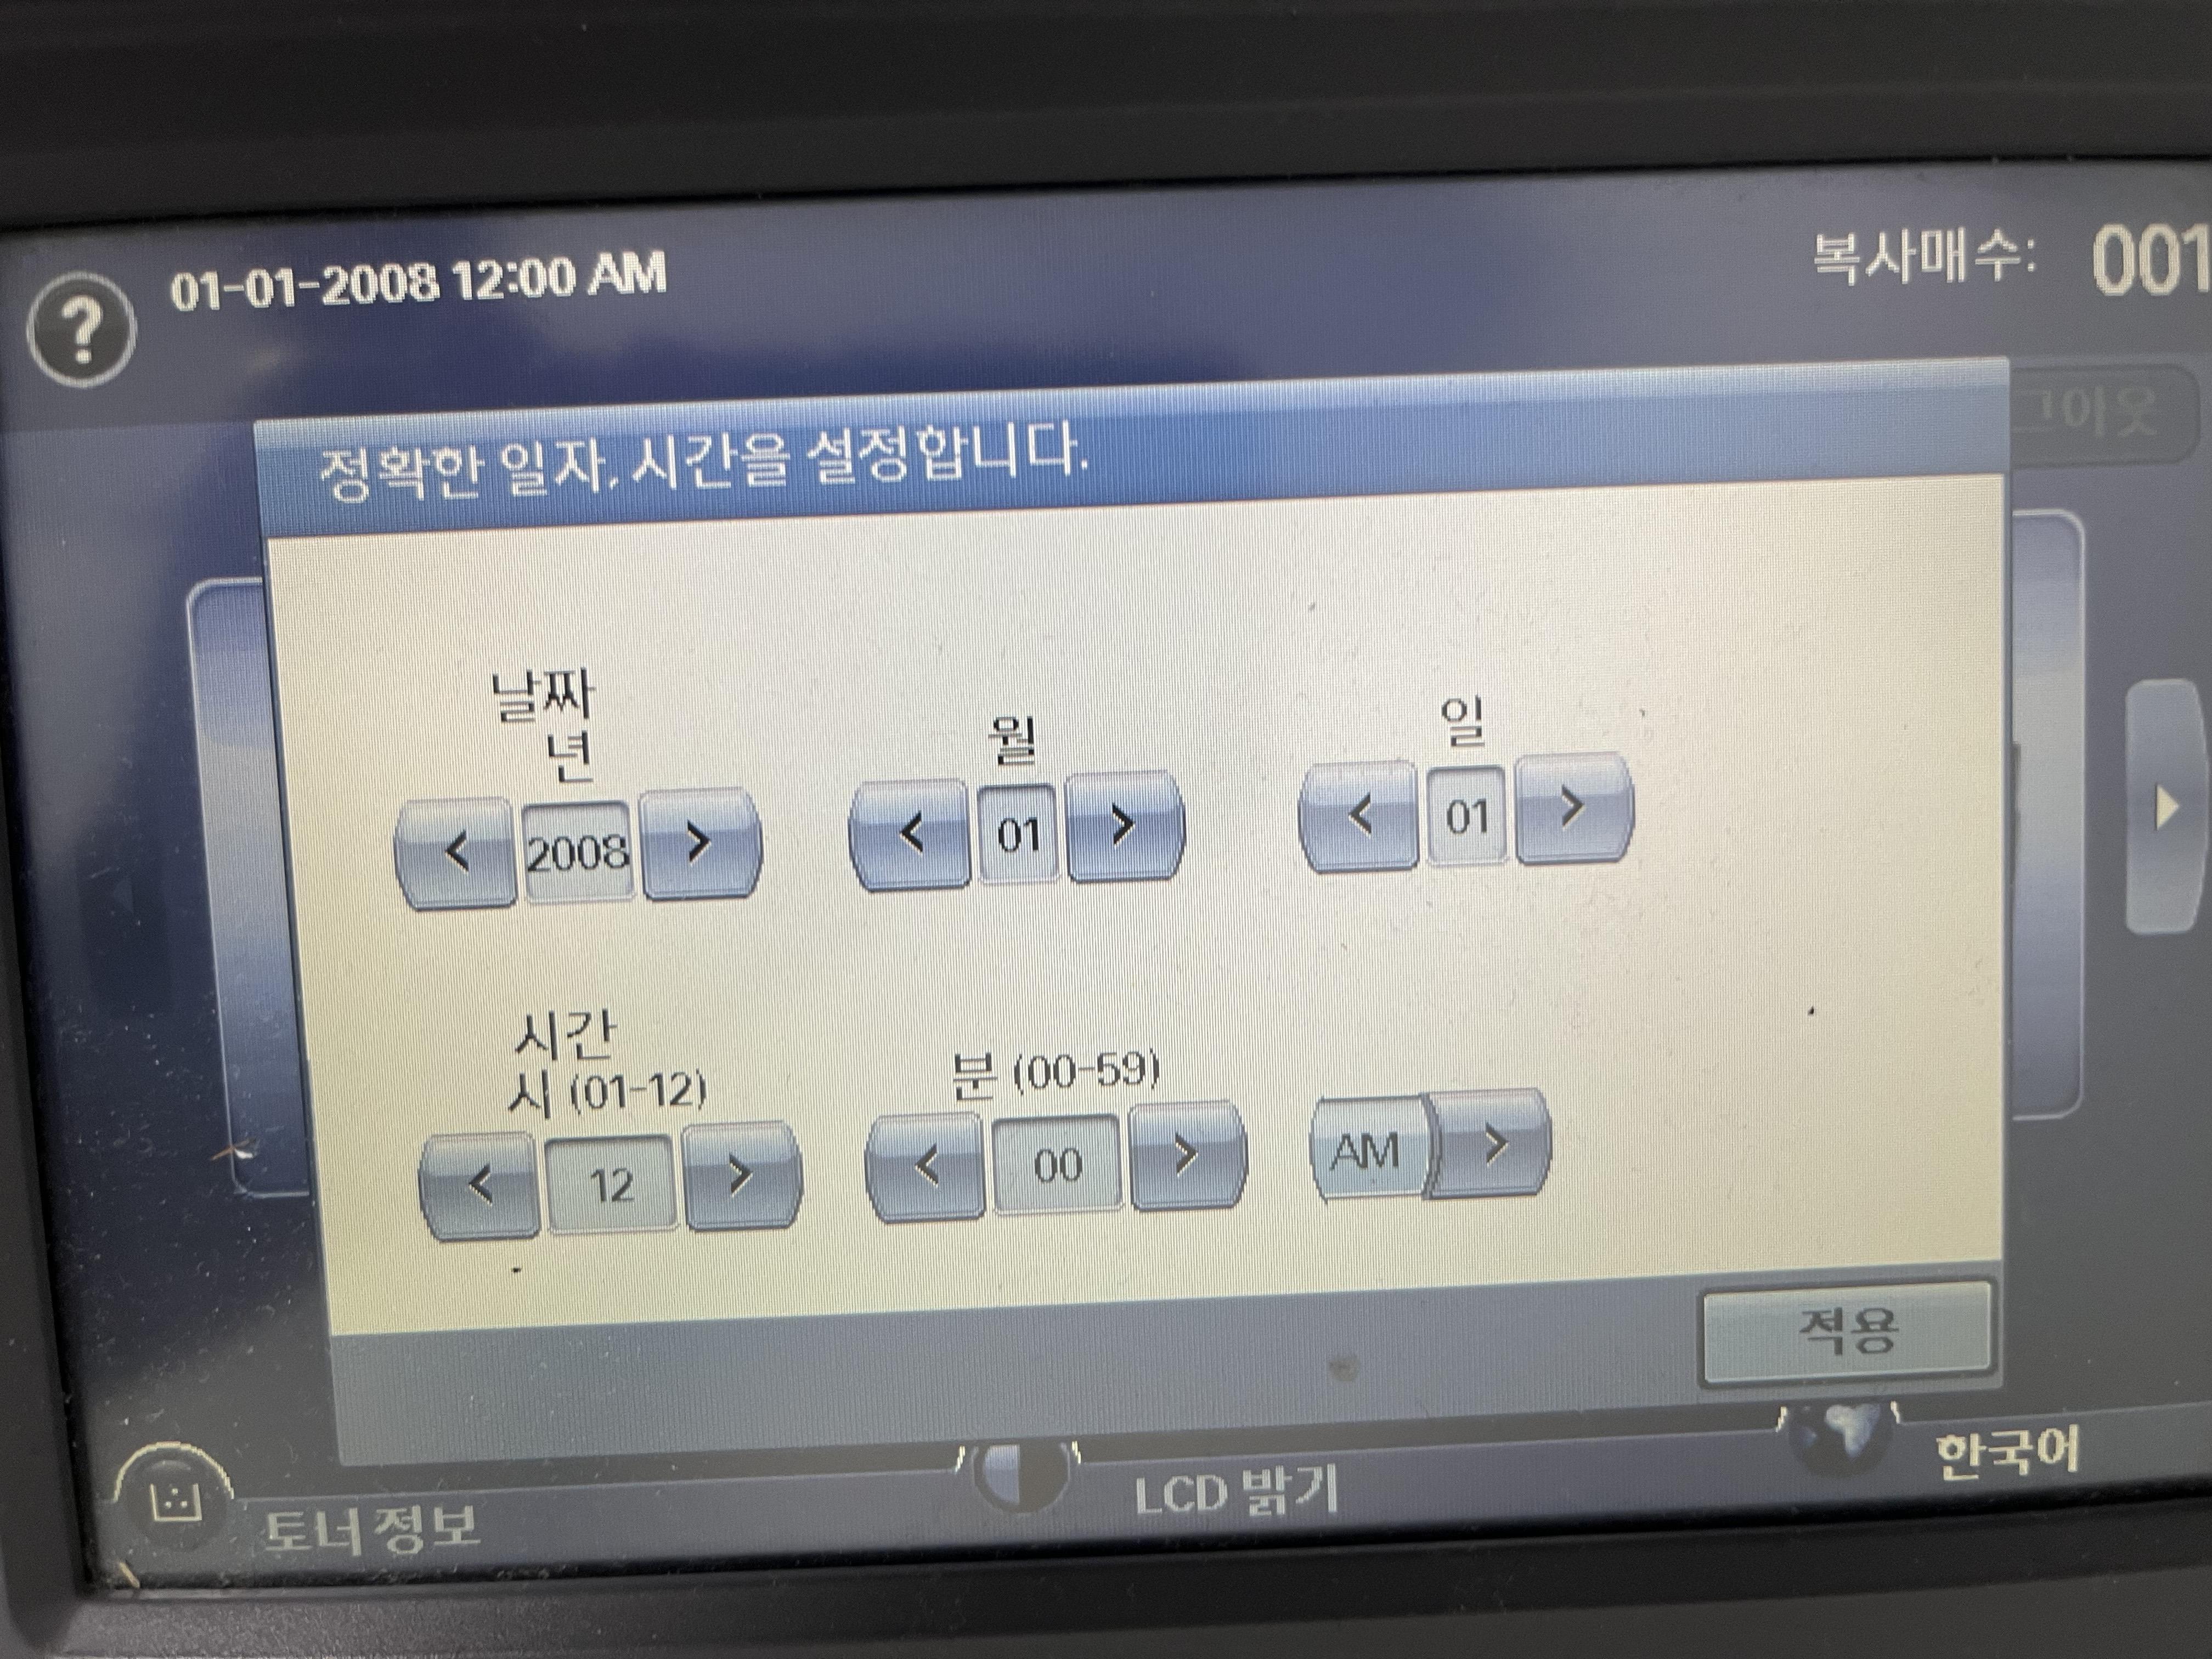 ?
01-01-2008 12:00 AM
복사매수: 001
정확한 일자, 시간을 설정합니다.
날짜
년
월
일
< 2008 >
< 01 >
< 01 >
시간
시 (01-12)
분 (00-59)
< 12 >
< 00 >
AM >
적용
토너 정보
LCD 밝기
한국어